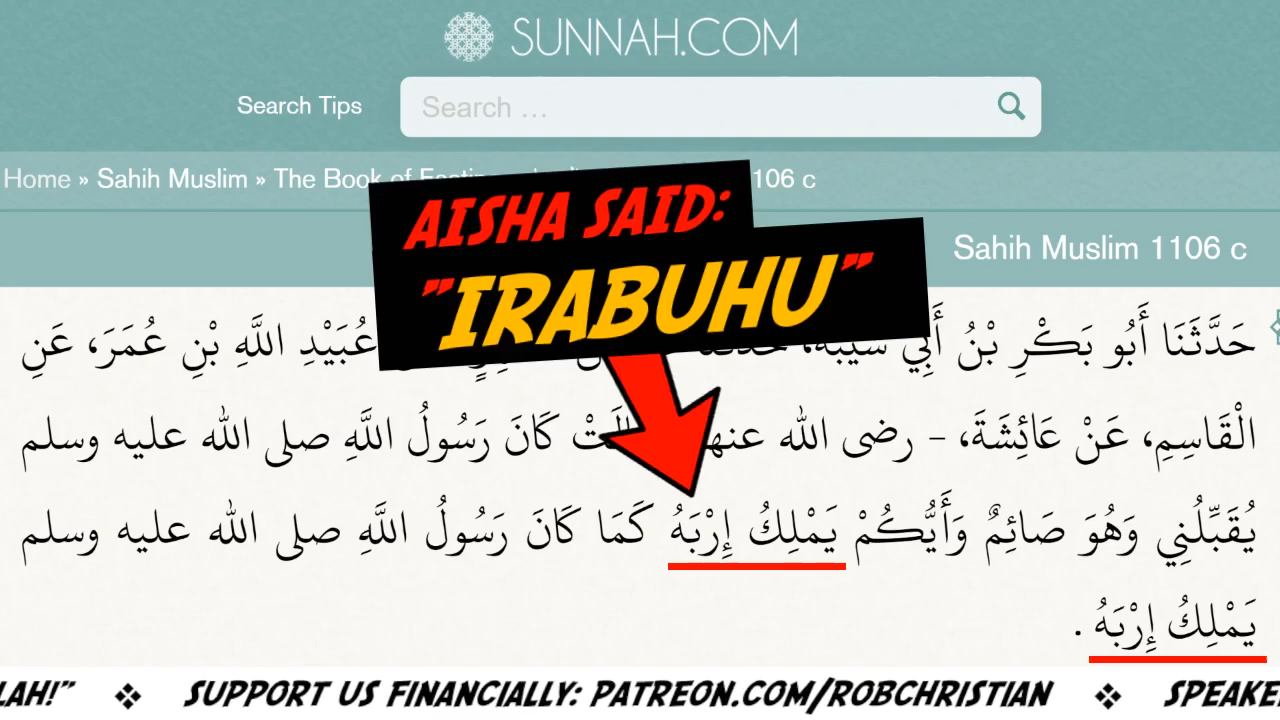 SUNNAH.COM
Search Tips
Search ...
Home » Sahih Muslim » The Book of 106 c
AISHA SAID:
"IRABUHU"
Sahih Muslim 1106 c
حَدَّثَنَا أَبُو بَكْرِ بْنُ أَبِي شَيْبَةَ، عُبَيْدِ اللَّهِ بْنِ عُمَرَ، عَنِ
الْقَاسِمِ، عَنْ عَائِشَةَ، - رضى الله عنها كَانَ رَسُولُ اللَّهِ صلى الله عليه وسلم
يُقَبِّلُنِي وَهُوَ صَائِمٌ وَأَيُّكُمْ يَمْلِكُ إِرْبَهُ كَمَا كَانَ رَسُولُ اللَّهِ صلى الله عليه وسلم
يَمْلِكُ إِرْبَهُ .
LAH!" ❖ SUPPORT US FINANCIALLY: PATREON.COM/ROBCHRISTIAN ❖ SPEAKE